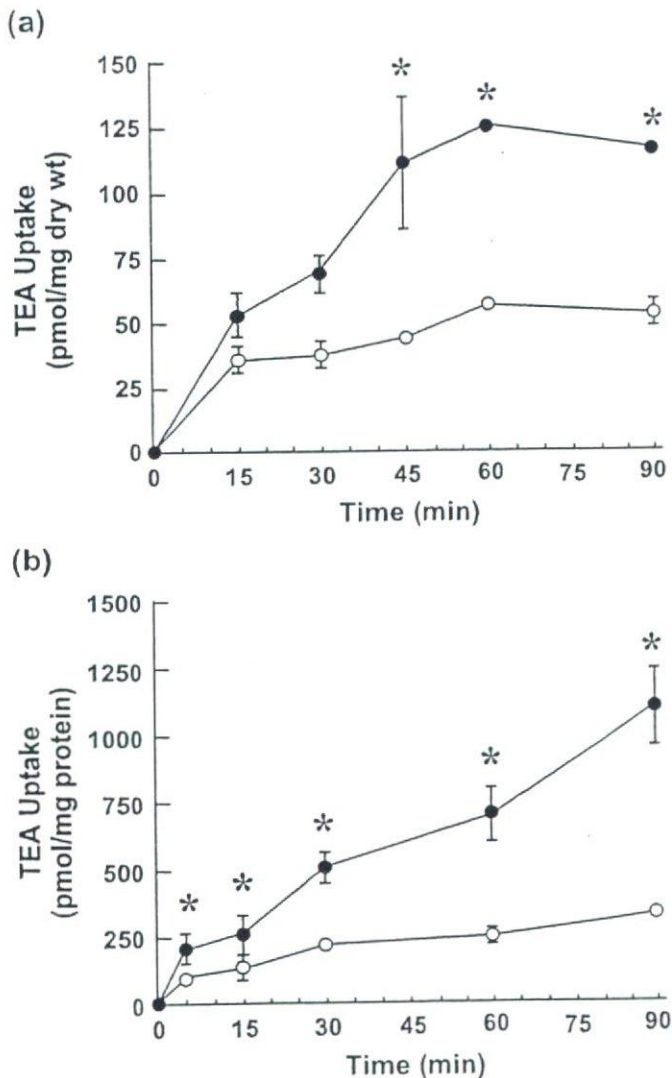 (a)
150
125
100
75
50
25
0
TEA Uptake
(pmol/mg dry wt)
* * *
0 15 30 45 60 75 90
Time (min)
(b)
1500
1250
1000
750
500
250
0
TEA Uptake
(pmol/mg protein)
* * * * *
0 15 30 45 60 75 90
Time (min)